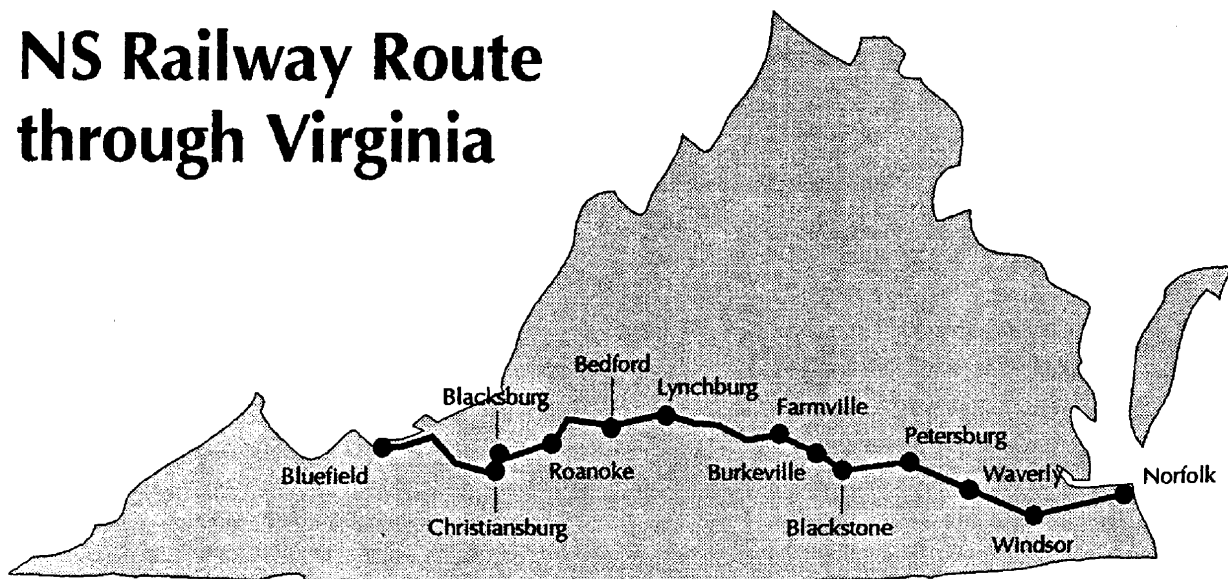 NS Railway Route
through Virginia
Bedford
Blacksburg
Lynchburg
Farmville
Petersburg
Bluefield
Roanoke
Burkeville
Waverly
Norfolk
Christiansburg
Blackstone
Windsor